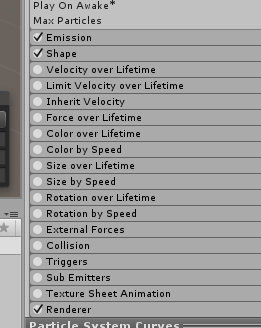 Play On Awake*
Max Particles
Emission
Shape
Velocity over Lifetime
Limit Velocity over Lifetime
Inherit Velocity
Force over Lifetime
Color over Lifetime
Color by Speed
Size over Lifetime
Size by Speed
Rotation over Lifetime
Rotation by Speed
External Forces
Collision
Triggers
Sub Emitters
Texture Sheet Animation
Renderer
Particle System Curves